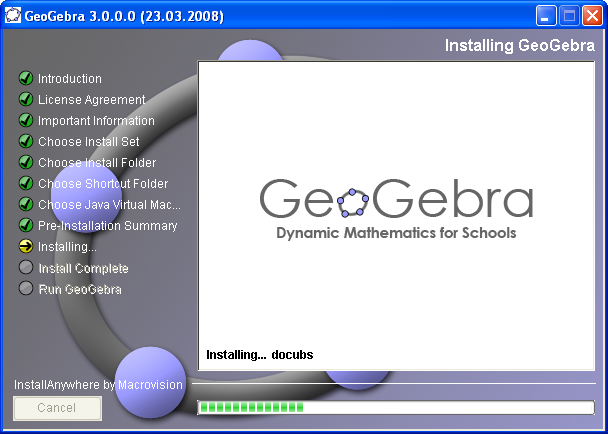 GeoGebra 3.0.0.0 (23.03.2008)
Installing GeoGebra
Introduction
License Agreement
Important Information
Choose Install Set
Choose Install Folder
Choose Shortcut Folder
Choose Java Virtual Mac...
Pre-Installation Summary
Installing...
Install Complete
Run GeoGebra
GeoGebra
Dynamic Mathematics for Schools
Installing... docubs
InstallAnywhere by Macrovision
Cancel